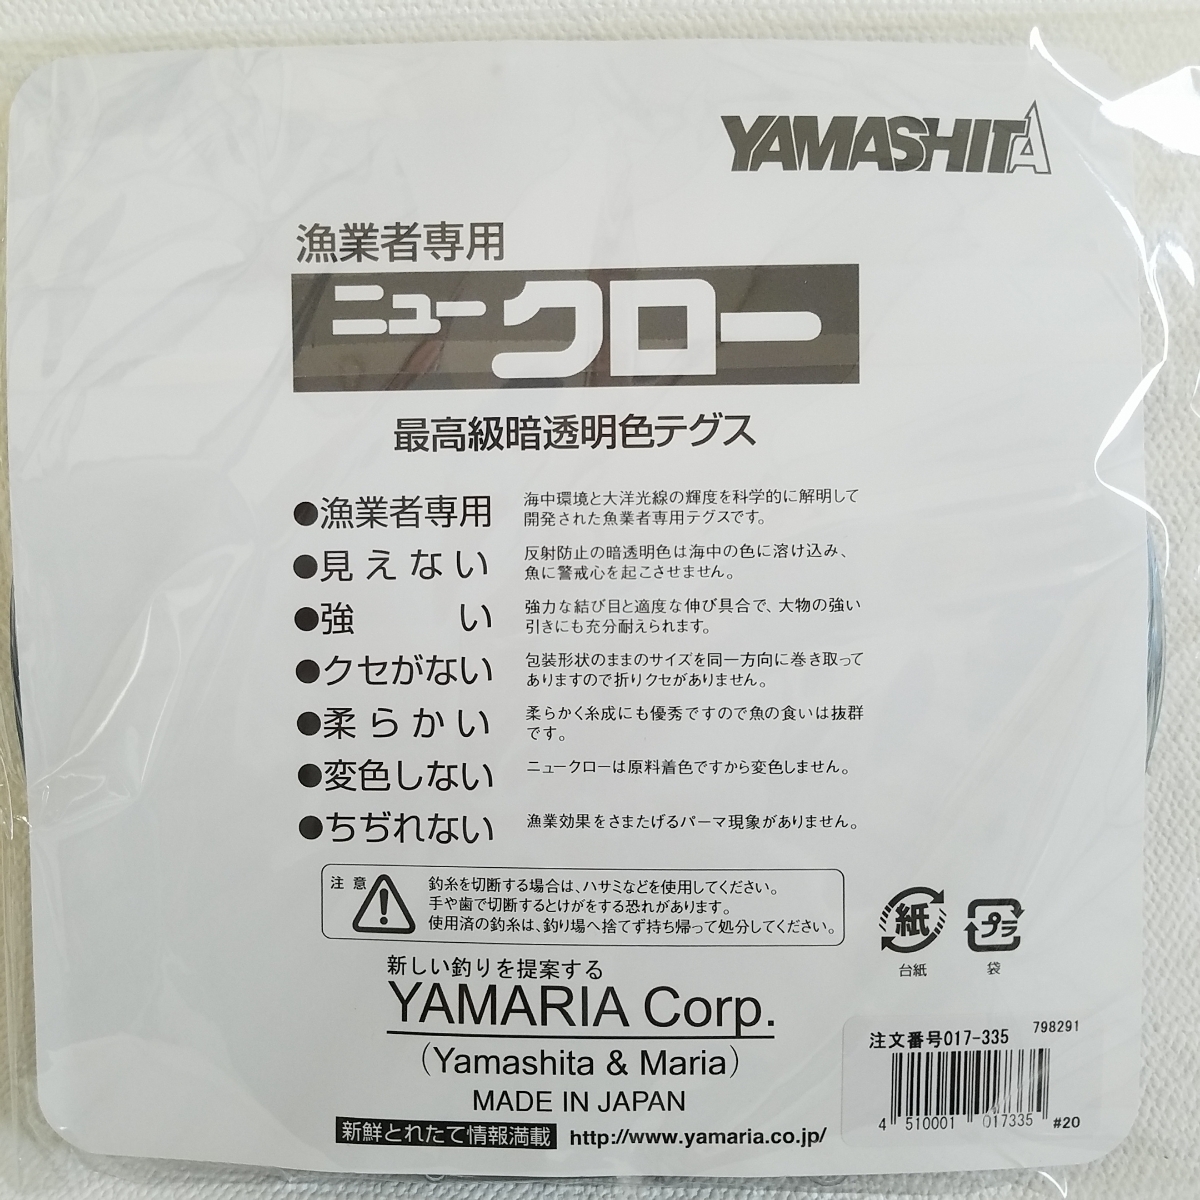 YAMASHITA
漁業者専用
ニュークロー
最高級暗透明色テグス
●漁業者専用 海中環境と大洋光線の輝度を科学的に解明して
開発された魚業者専用テグスです。
●見えない 反射防止の暗透明色は海中の色に溶け込み、
魚に警戒心を起こさせません。
●強い 強力な結び目と適度な伸び具合で、大物の強い
引きにも充分耐えられます。
●クセがない 包装形状のままのサイズを同一方向に巻き取って
ありますので折りクセがありません。
●柔らかい 柔らかく糸成にも優秀ですので魚の食いは抜群
です。
●変色しない ニュークローは原料着色ですから変色しません。
●ちぢれない 漁業効果をさまたげるパーマ現象がありません。
注意 釣糸を切断する場合は、ハサミなどを使用してください。
手や歯で切断するとけがをする恐れがあります。
使用済の釣糸は、釣り場へ捨てず持ち帰って処分してください。
紙
台紙
プラ
袋
新しい釣りを提案する
YAMARIA Corp.
(Yamashita & Maria)
MADE IN JAPAN
新鮮とれたて情報満載 http://www.yamaria.co.jp/
注文番号017-335 798291
4 510001 017335 #20